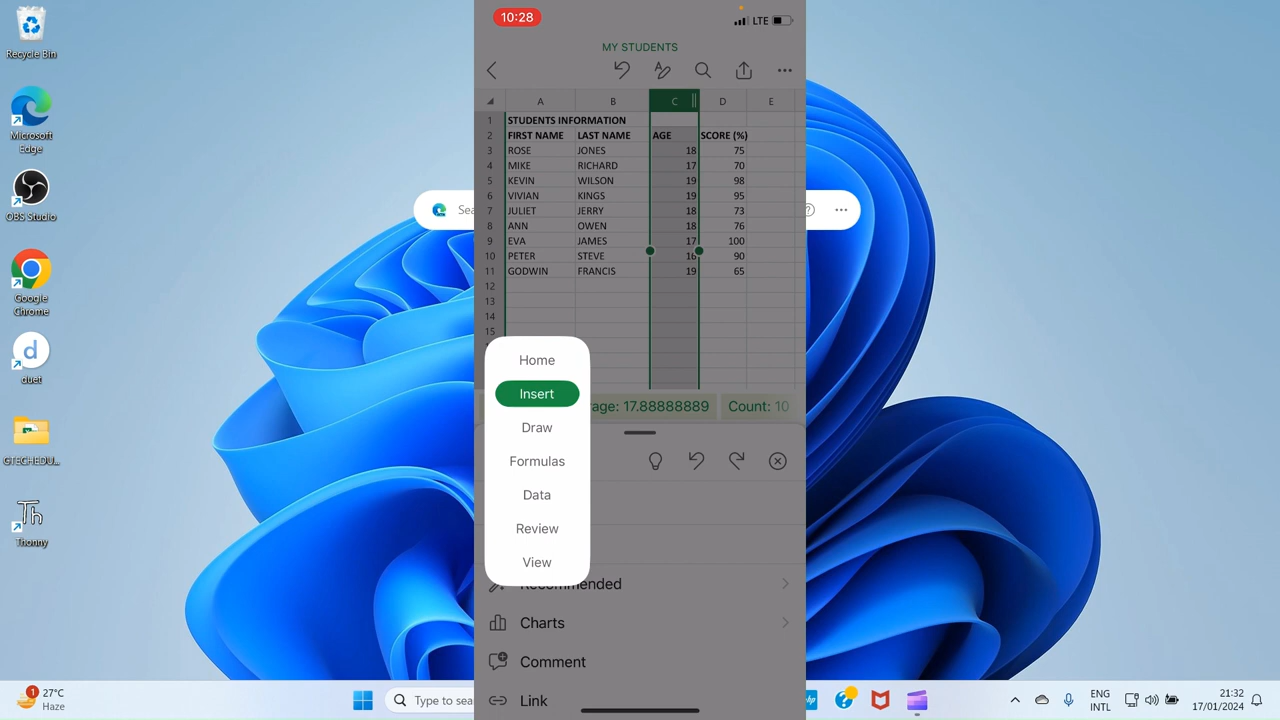 Recycle Bin
Microsoft
Edge
OBS Studio
Google
Chrome
d
duet
GTECHEDU...
Th
Thonny
Sea
10:28
LTE
MY STUDENTS
A B C D E
1 STUDENTS INFORMATION
2 FIRST NAME LAST NAME AGE SCORE (%)
3 ROSE JONES 18 75
4 MIKE RICHARD 17 70
5 KEVIN WILSON 19 98
6 VIVIAN KINGS 19 95
7 JULIET JERRY 18 73
8 ANN OWEN 18 76
9 EVA JAMES 17 100
10 PETER STEVE 16 90
11 GODWIN FRANCIS 19 65
12
13
14
15
rage: 17.88888889 Count: 10
Home
Insert
Draw
Formulas
Data
Review
View
Recommended
Charts
Comment
Link
1
27°C
Haze
Type to sea
hp
ENG
INTL
21:32
17/01/2024